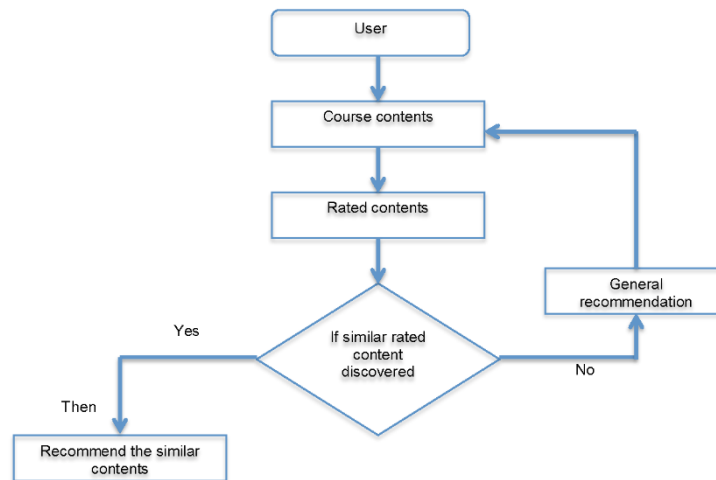 User
Course contents
Rated contents
General
recommendation
If similar rated
content
discovered
Yes
No
Then
Recommend the similar
contents